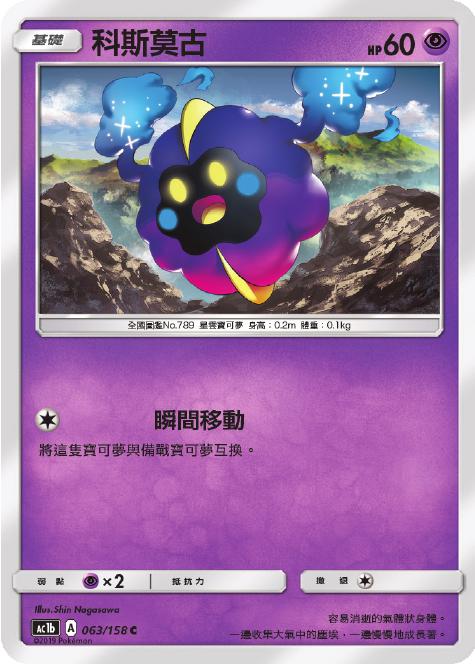 基礎 科斯莫古 HP60
全國圖鑑No.789 星雲寶可夢 身高：0.2m 體重：0.1kg
瞬間移動
將這隻寶可夢與備戰寶可夢互換。
弱點 ×2 抵抗力 撤退
Illus.Shin Nagasawa
AC1b A 063/158 C
©2019 Pokémon
容易消逝的氣體狀身體。
一邊收集大氣中的塵埃，一邊慢慢地成長著。